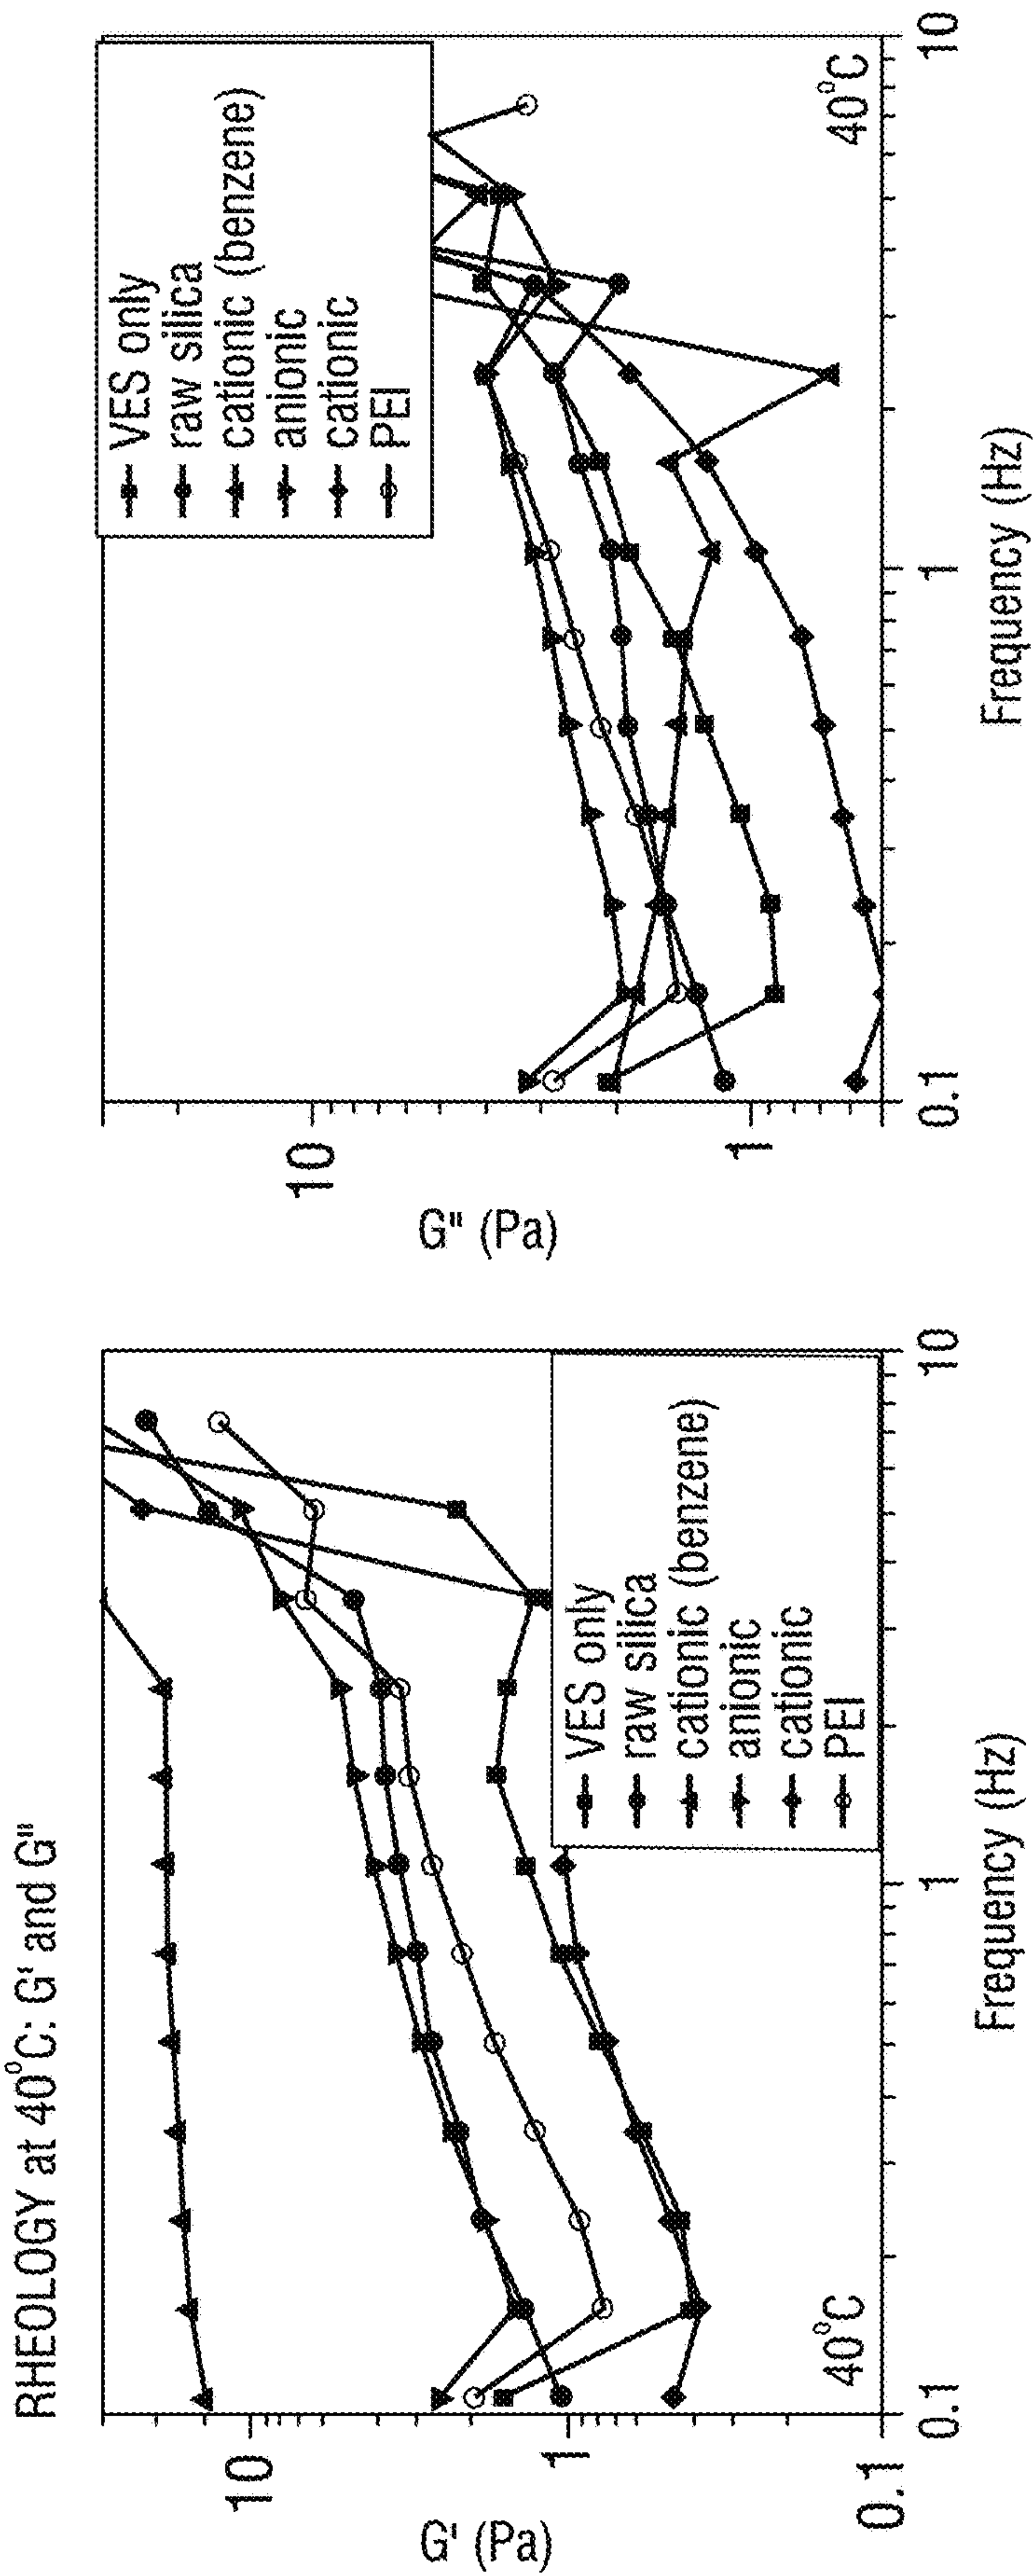 RHEOLOGY at 40°C: G' and G"
G' (Pa)
10
1
0.1
40°C
VES only
raw silica
cationic (benzene)
anionic
cationic
PEI
0.1
1
10
Frequency (Hz)
G" (Pa)
10
1
VES only
raw silica
cationic (benzene)
anionic
cationic
PEI
40°C
0.1
1
10
Frequency (Hz)